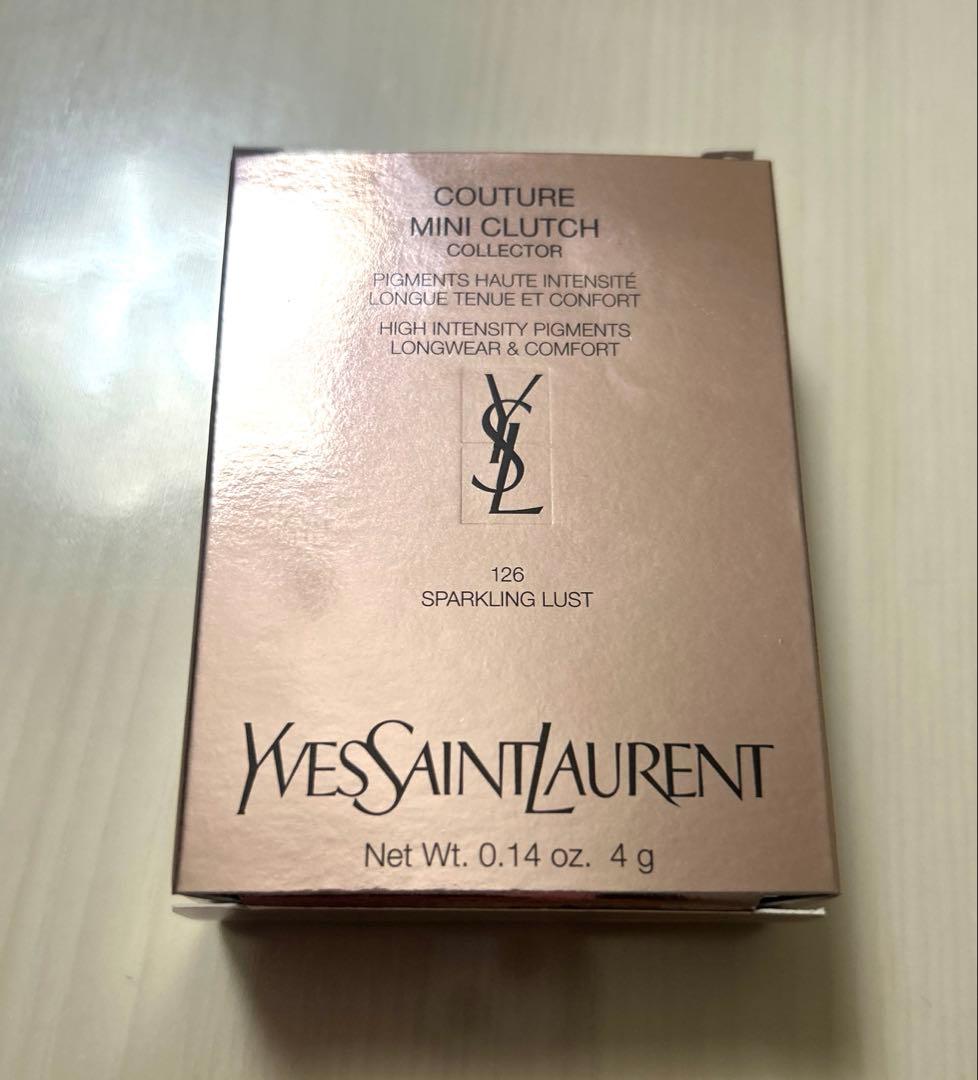 COUTURE
MINI CLUTCH
COLLECTOR
PIGMENTS HAUTE INTENSITÉ
LONGUE TENUE ET CONFORT
HIGH INTENSITY PIGMENTS
LONGWEAR & COMFORT
YSL
126
SPARKLING LUST
YVESSAINTLAURENT
Net Wt. 0.14 oz. 4 g